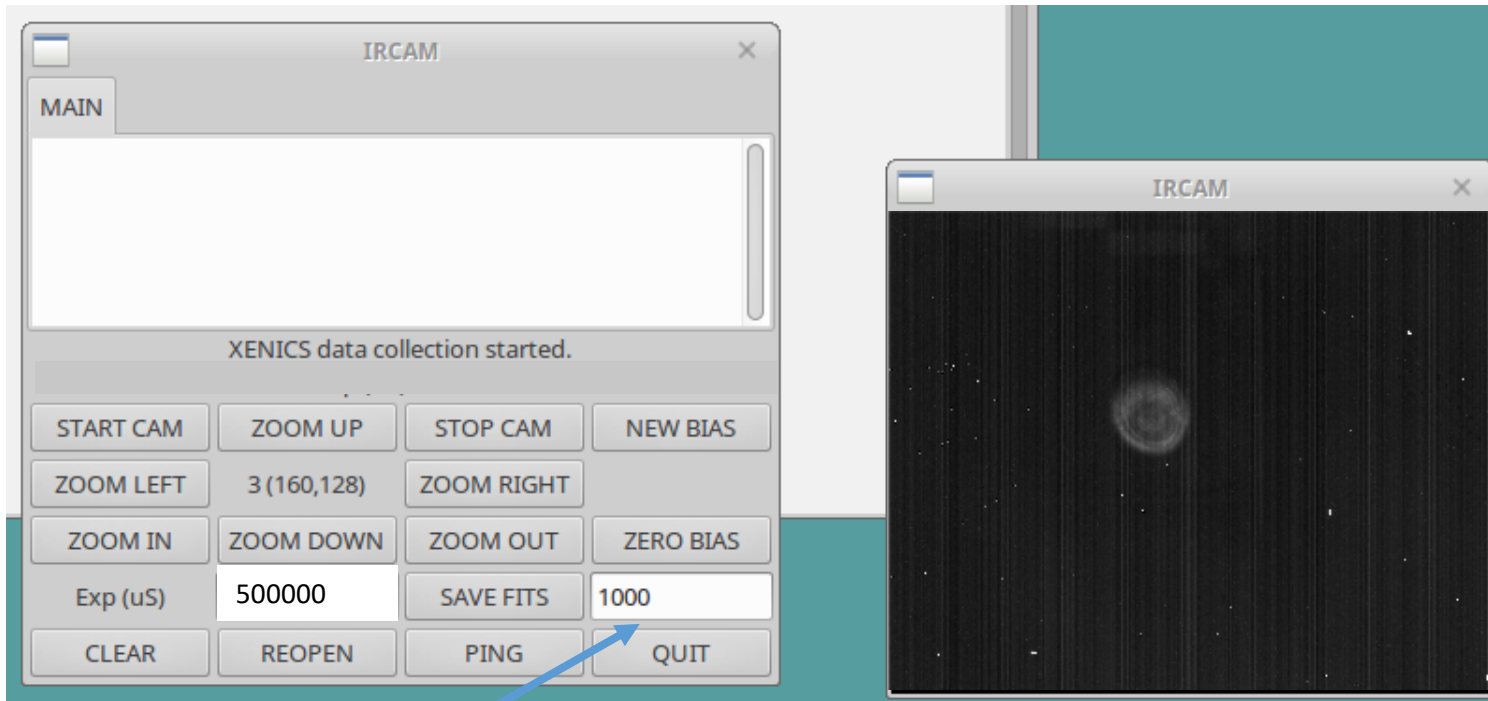 IRCAM
MAIN
IRCAM
XENICS data collection started.
START CAM ZOOM UP STOP CAM NEW BIAS
ZOOM LEFT 3 (160,128) ZOOM RIGHT
ZOOM IN ZOOM DOWN ZOOM OUT ZERO BIAS
Exp (uS) 500000 SAVE FITS 1000
CLEAR REOPEN PING QUIT